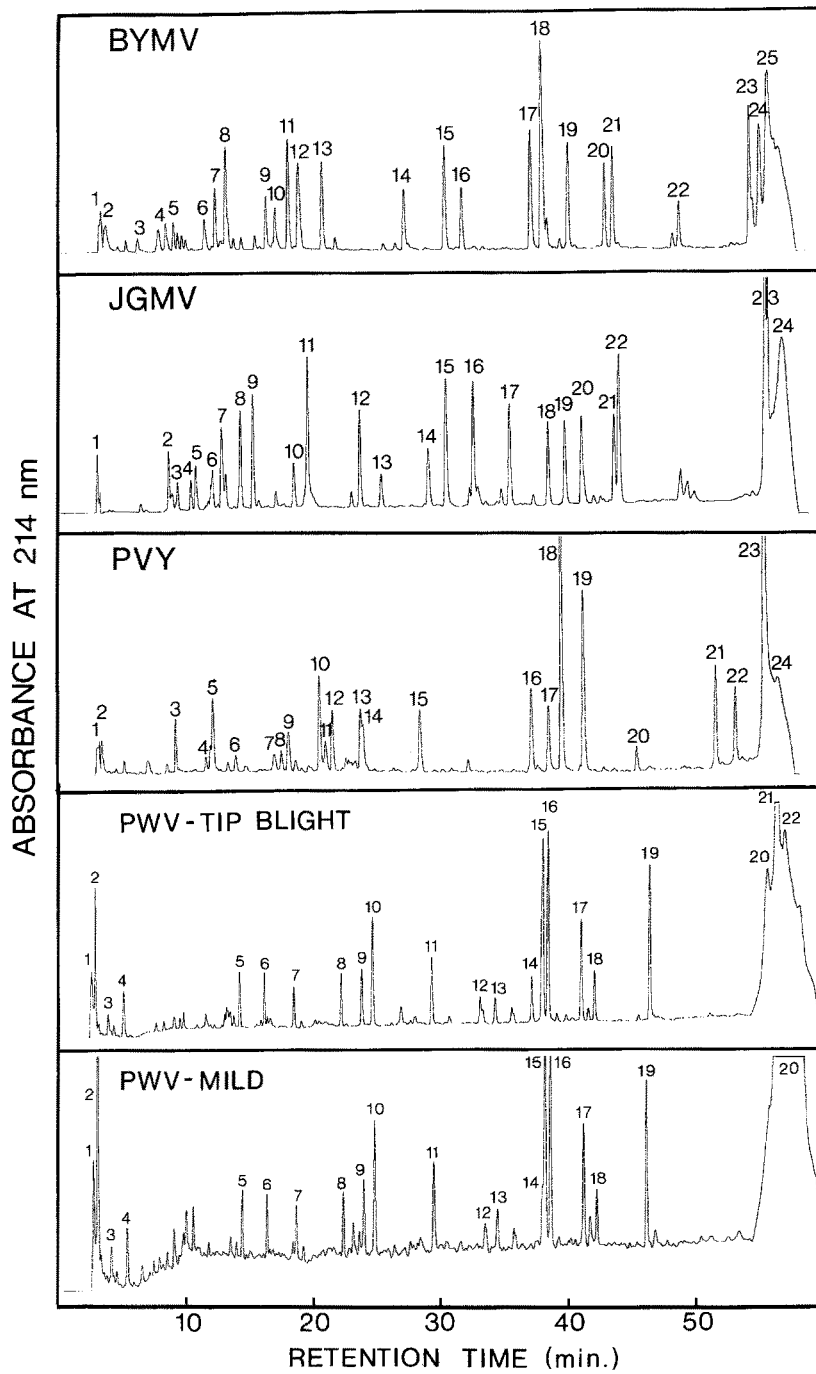 ABSORBANCE AT 214 nm
BYMV
1 2 3 4 5 6 7 8 9 10 11 12 13 14 15 16 17 18 19 20 21 22 23 24 25
JGMV
1 2 3 4 5 6 7 8 9 10 11 12 13 14 15 16 17 18 19 20 21 22 23 24
PVY
1 2 3 4 5 6 7 8 9 10 11 12 13 14 15 16 17 18 19 20 21 22 23 24
PWV-TIP BLIGHT
1 2 3 4 5 6 7 8 9 10 11 12 13 14 15 16 17 18 19 20 21 22
PWV-MILD
1 2 3 4 5 6 7 8 9 10 11 12 13 14 15 16 17 18 19 20
10 20 30 40 50
RETENTION TIME (min.)